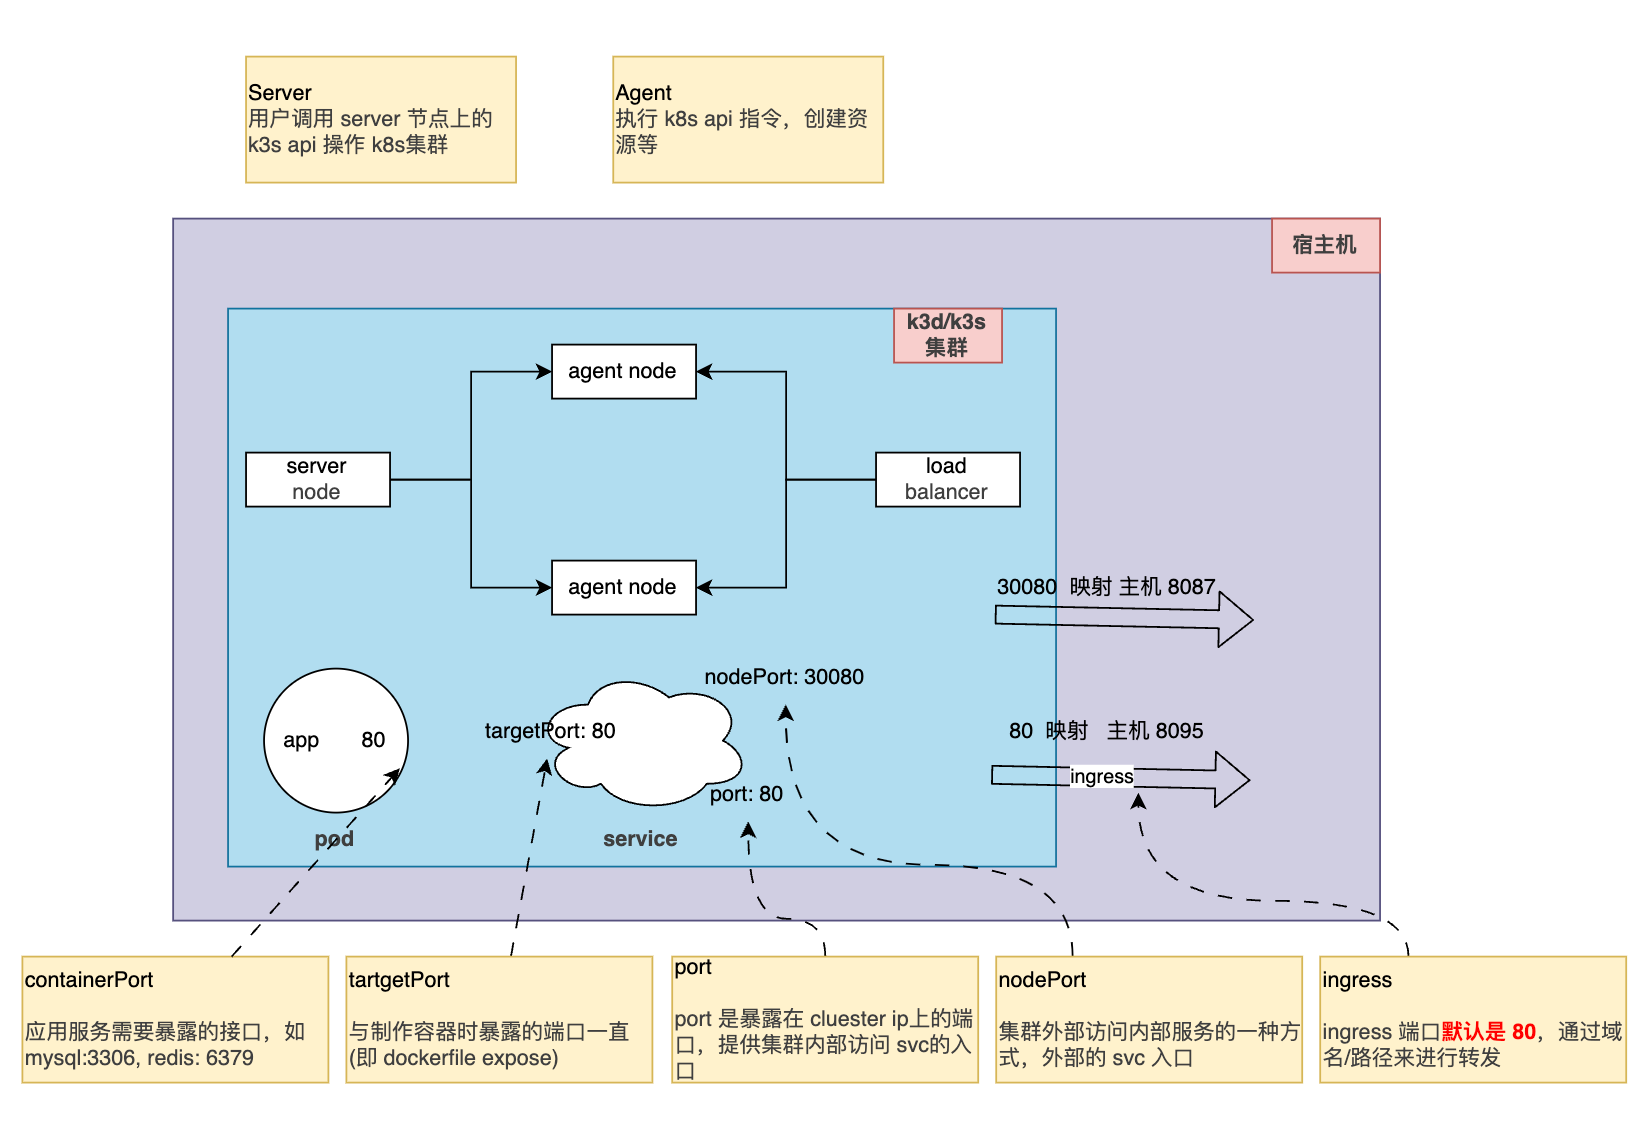 Server
用户调用 server 节点上的
k3s api 操作 k8s集群
Agent
执行 k8s api 指令，创建资
源等
宿主机
k3d/k3s
集群
agent node
server
node
load
balancer
agent node
30080 映射 主机 8087
nodePort: 30080
targetPort: 80
app 80
80 映射 主机 8095
ingress
port: 80
pod
service
containerPort
应用服务需要暴露的接口，如
mysql:3306, redis: 6379
tartgetPort
与制作容器时暴露的端口一直
(即 dockerfile expose)
port
port 是暴露在 cluester ip上的端
口，提供集群内部访问 svc的入
口
nodePort
集群外部访问内部服务的一种方
式，外部的 svc 入口
ingress
ingress 端口默认是 80，通过域
名/路径来进行转发